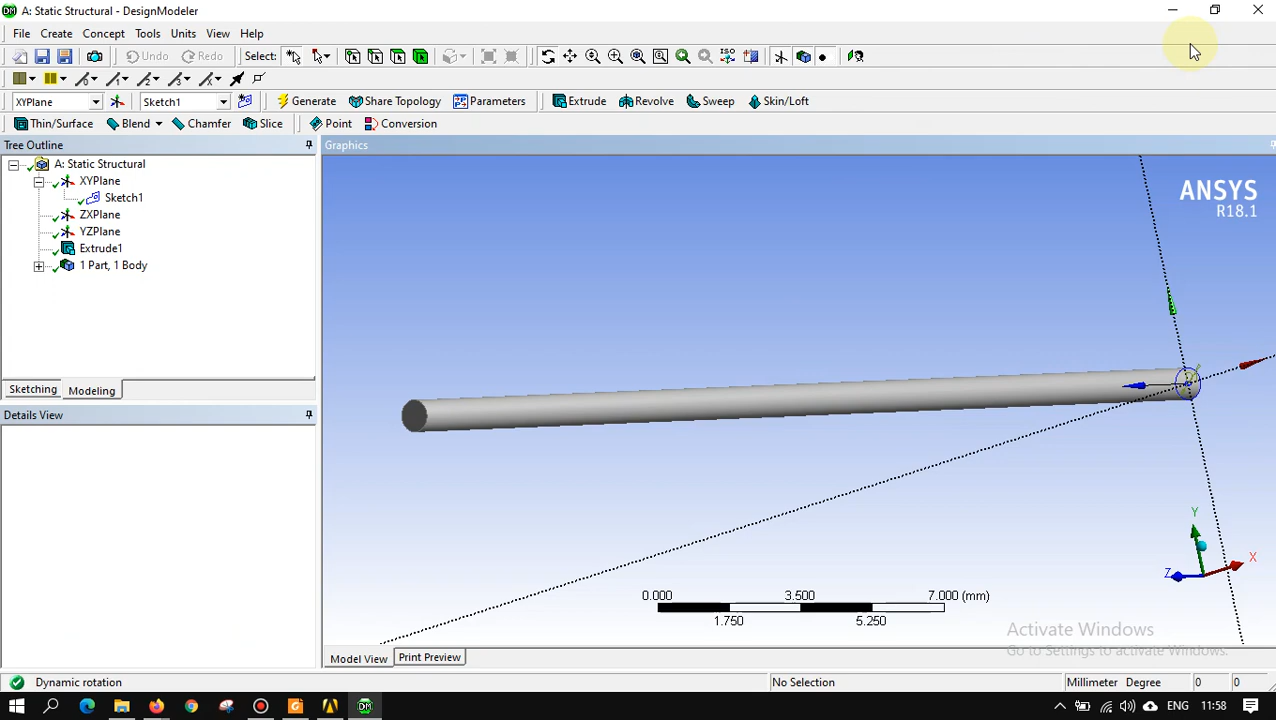 A: Static Structural - DesignModeler
File Create Concept Tools Units View Help
Undo Redo Select:
XYPlane Sketch1 Generate Share Topology Parameters Extrude Revolve Sweep Skin/Loft
Thin/Surface Blend Chamfer Slice Point Conversion
Tree Outline
A: Static Structural
XYPlane
Sketch1
ZXPlane
YZPlane
Extrude1
1 Part, 1 Body
Sketching Modeling
Details View
Graphics
ANSYS
R18.1
Y
X
Z
0.000 3.500 7.000 (mm)
1.750 5.250
Activate Windows
Go to Settings to activate Windows.
Model View Print Preview
Dynamic rotation No Selection Millimeter Degree 0 0
ENG 11:58